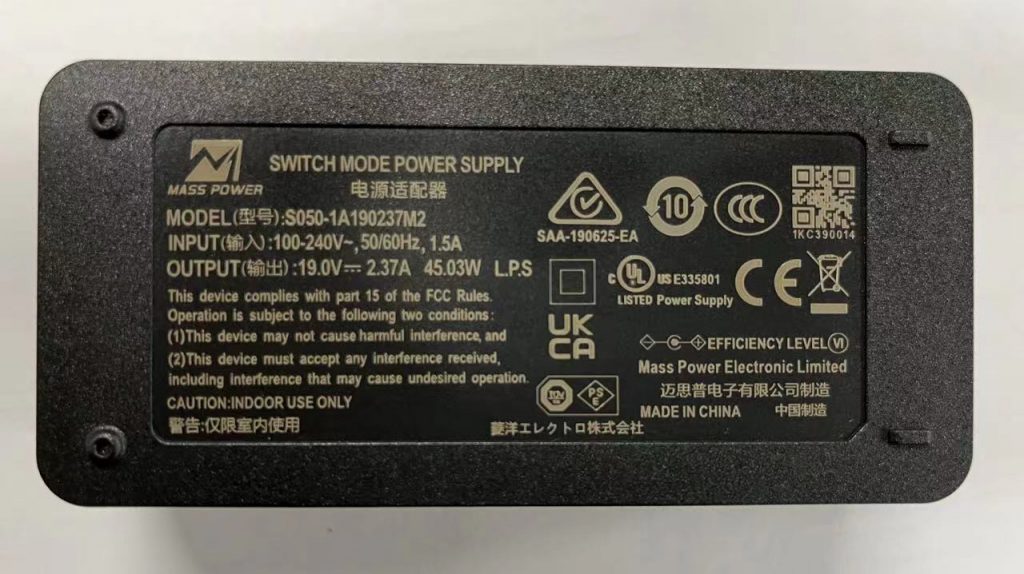 MASS POWER
SWITCH MODE POWER SUPPLY
电源适配器
MODEL(型号):S050-1A190237M2
INPUT(输入):100-240V~, 50/60Hz, 1.5A
OUTPUT(输出):19.0V⎓ 2.37A 45.03W L.P.S
This device complies with part 15 of the FCC Rules.
Operation is subject to the following two conditions:
(1)This device may not cause harmful interference, and
(2)This device must accept any interference received,
including interference that may cause undesired operation.
CAUTION:INDOOR USE ONLY
警告:仅限室内使用
SAA-190625-EA
10
CCC
1KC390014
c UL US E335801
LISTED Power Supply
CE
UK
CA
EFFICIENCY LEVEL VI
Mass Power Electronic Limited
迈思普电子有限公司制造
MADE IN CHINA 中国制造
PS
E
菱洋エレクトロ株式会社